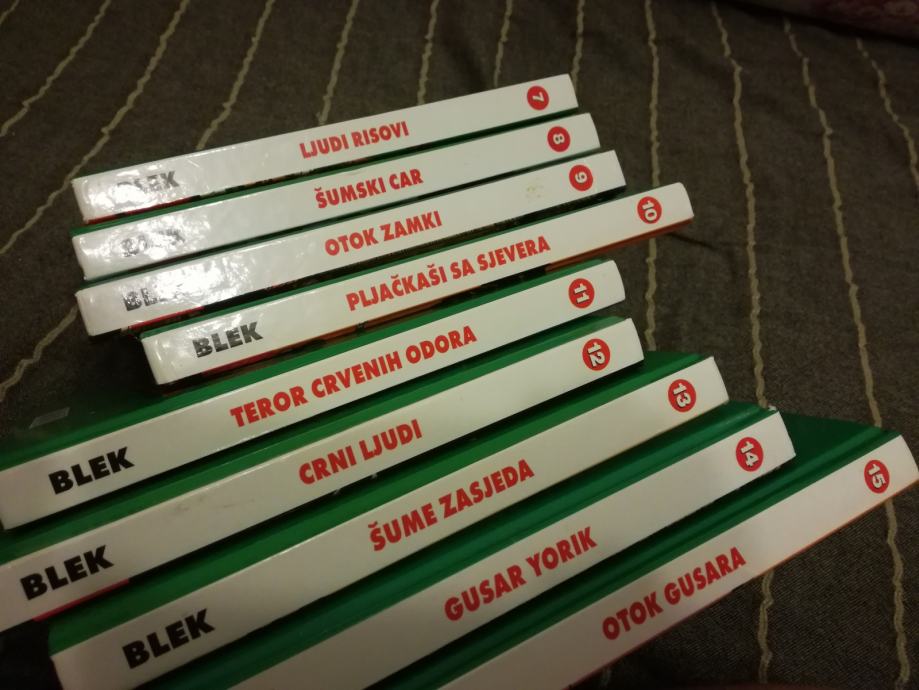 BLEK LJUDI RISOVI 7
BLEK ŠUMSKI CAR 8
BLEK OTOK ZAMKI 9
BLEK PLJAČKAŠI SA SJEVERA 10
BLEK TEROR CRVENIH ODORA 11
BLEK CRNI LJUDI 12
BLEK ŠUME ZASJEDA 13
GUSAR YORIK 14
OTOK GUSARA 15